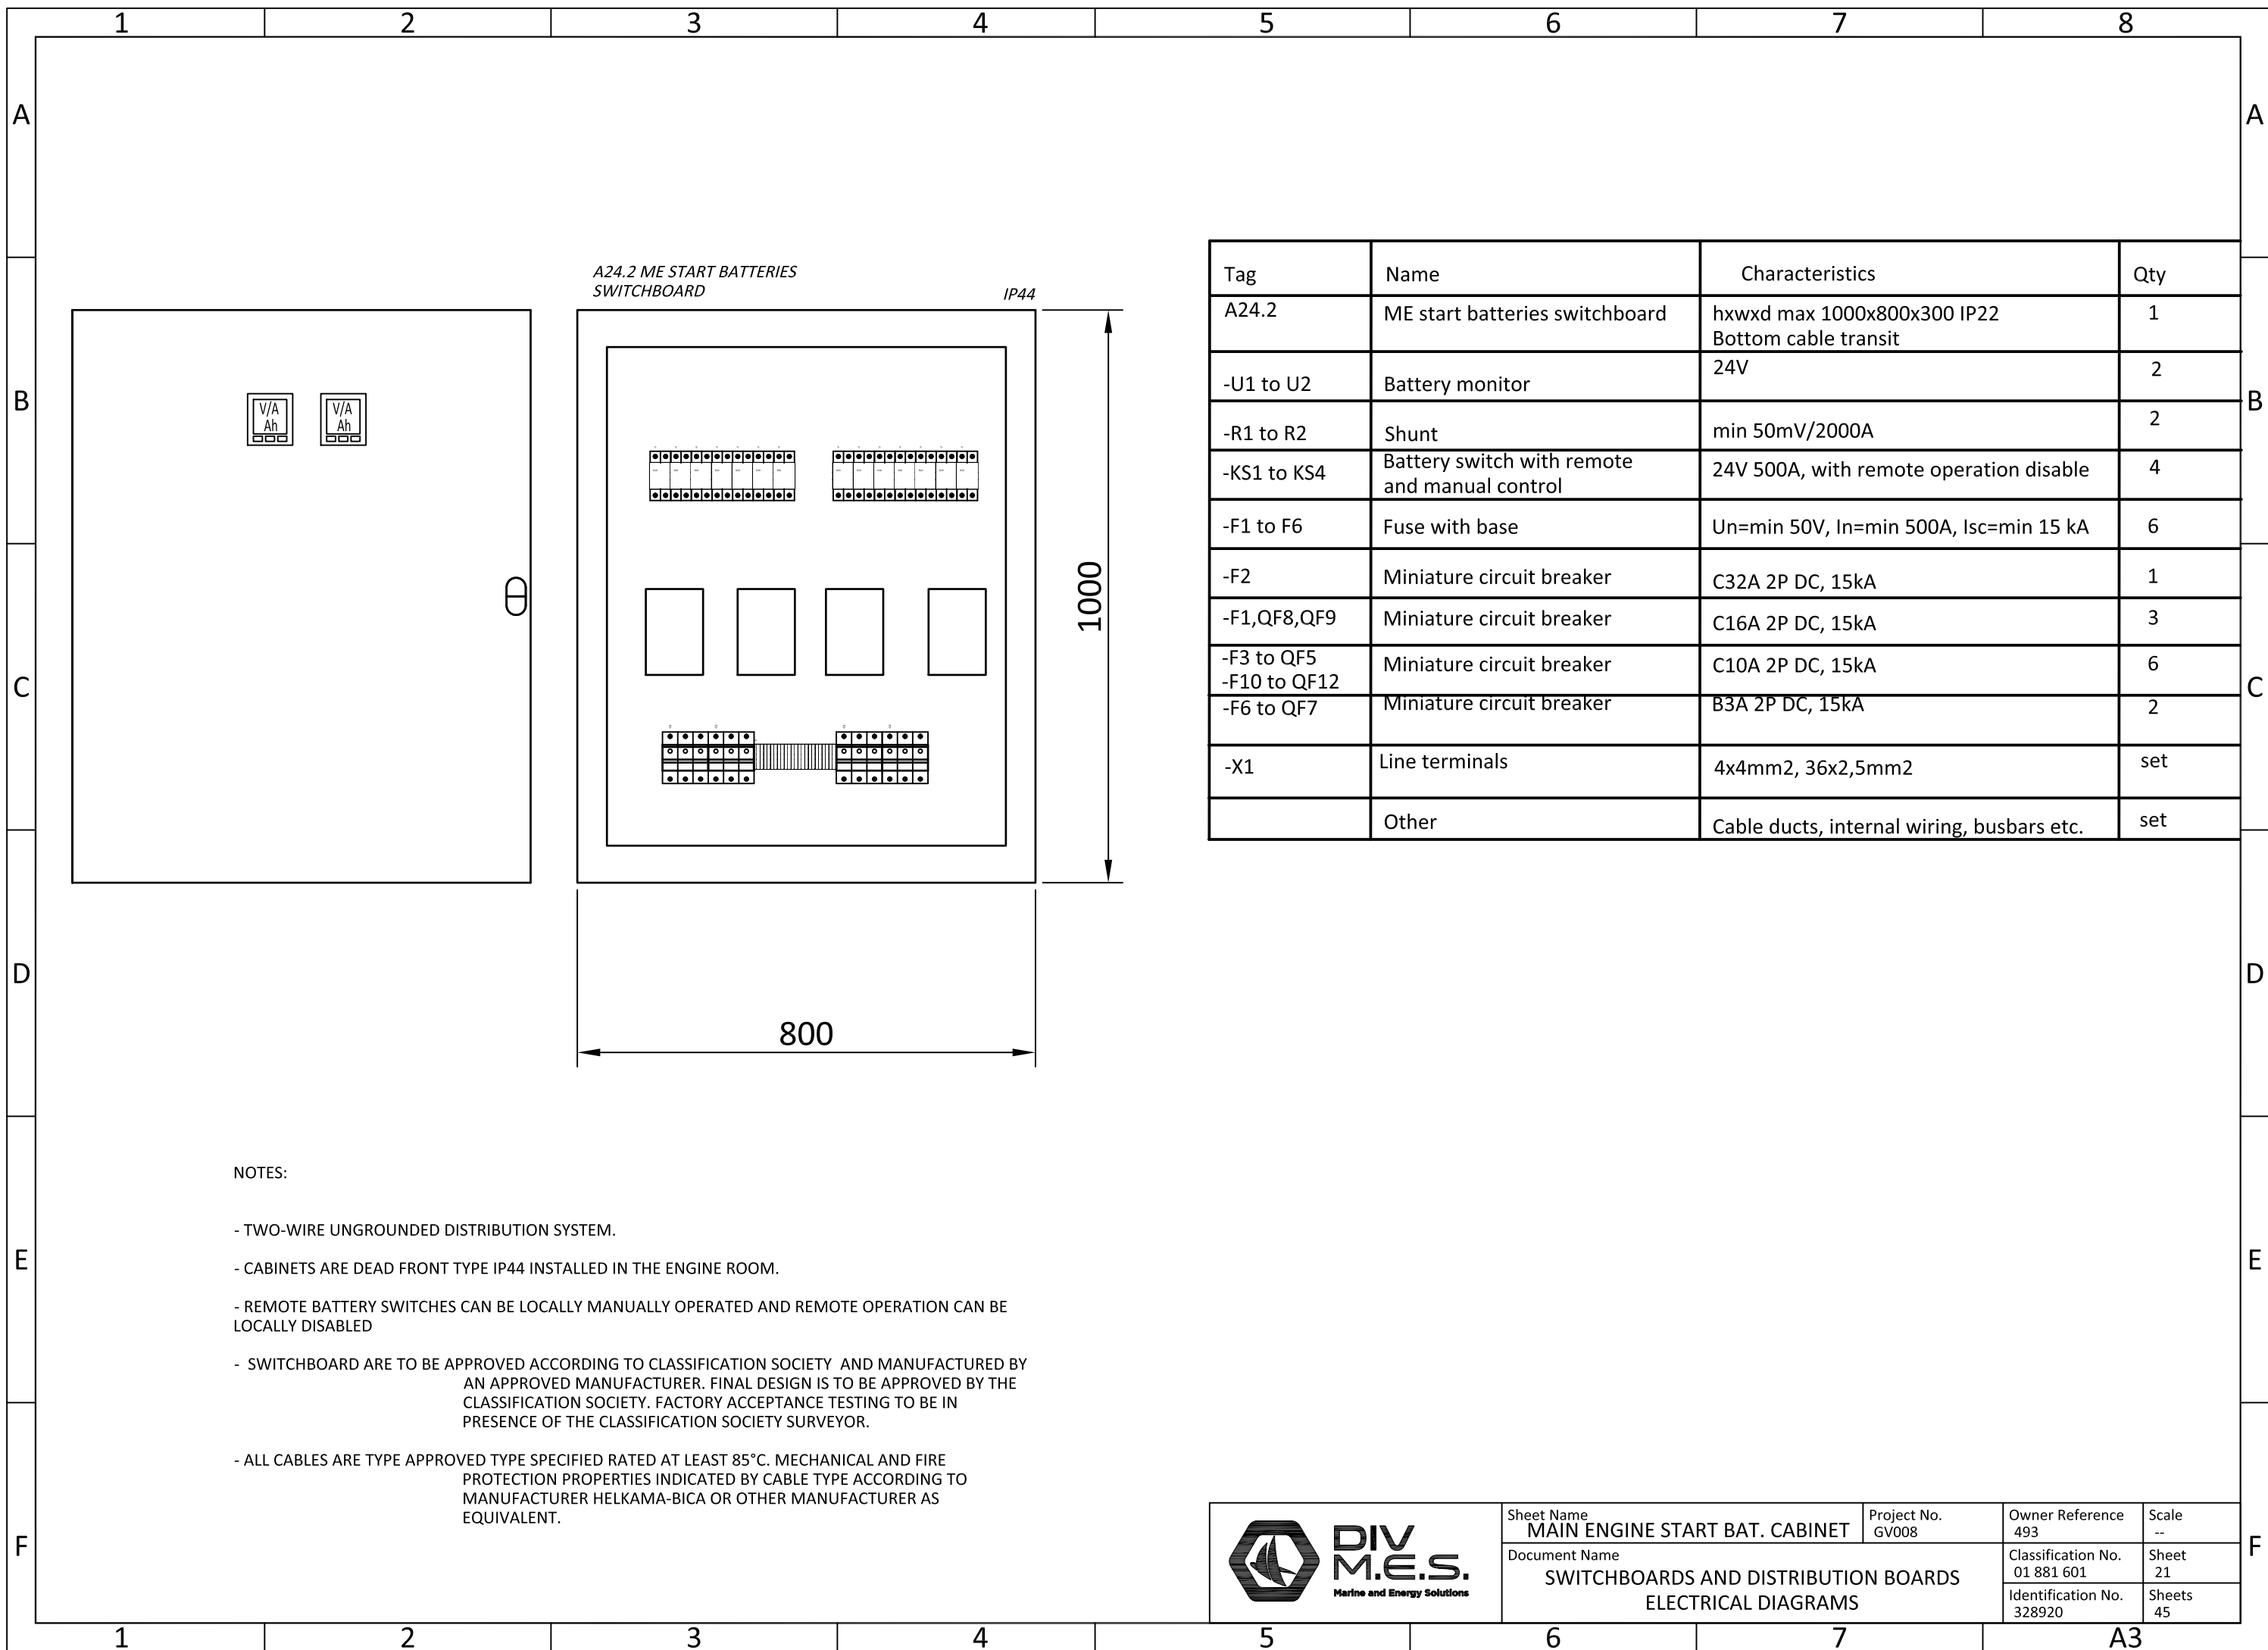 1 2 3 4 5 6 7 8
A A
B B
C C
D D
E E
F F
A24.2 ME START BATTERIES
SWITCHBOARD
IP44
V/A
Ah
V/A
Ah
1000
800
Tag Name Characteristics Qty
A24.2 ME start batteries switchboard hxwxd max 1000x800x300 IP22 1
Bottom cable transit
-U1 to U2 Battery monitor 24V 2
-R1 to R2 Shunt min 50mV/2000A 2
-KS1 to KS4 Battery switch with remote 24V 500A, with remote operation disable 4
and manual control
-F1 to F6 Fuse with base Un=min 50V, In=min 500A, Isc=min 15 kA 6
-F2 Miniature circuit breaker C32A 2P DC, 15kA 1
-F1,QF8,QF9 Miniature circuit breaker C16A 2P DC, 15kA 3
-F3 to QF5 Miniature circuit breaker C10A 2P DC, 15kA 6
-F10 to QF12
-F6 to QF7 Miniature circuit breaker B3A 2P DC, 15kA 2
-X1 Line terminals 4x4mm2, 36x2,5mm2 set
Other Cable ducts, internal wiring, busbars etc. set
NOTES:
- TWO-WIRE UNGROUNDED DISTRIBUTION SYSTEM.
- CABINETS ARE DEAD FRONT TYPE IP44 INSTALLED IN THE ENGINE ROOM.
- REMOTE BATTERY SWITCHES CAN BE LOCALLY MANUALLY OPERATED AND REMOTE OPERATION CAN BE
LOCALLY DISABLED
- SWITCHBOARD ARE TO BE APPROVED ACCORDING TO CLASSIFICATION SOCIETY AND MANUFACTURED BY
AN APPROVED MANUFACTURER. FINAL DESIGN IS TO BE APPROVED BY THE
CLASSIFICATION SOCIETY. FACTORY ACCEPTANCE TESTING TO BE IN
PRESENCE OF THE CLASSIFICATION SOCIETY SURVEYOR.
- ALL CABLES ARE TYPE APPROVED TYPE SPECIFIED RATED AT LEAST 85°C. MECHANICAL AND FIRE
PROTECTION PROPERTIES INDICATED BY CABLE TYPE ACCORDING TO
MANUFACTURER HELKAMA-BICA OR OTHER MANUFACTURER AS
EQUIVALENT.
DIV
M.E.S.
Marine and Energy Solutions
Sheet Name
MAIN ENGINE START BAT. CABINET
Project No.
GV008
Owner Reference
493
Scale
--
Document Name
SWITCHBOARDS AND DISTRIBUTION BOARDS
ELECTRICAL DIAGRAMS
Classification No.
01 881 601
Sheet
21
Identification No.
328920
Sheets
45
1 2 3 4 5 6 7 A3